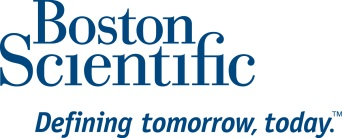 Boston
Scientific
Defining tomorrow, today.™